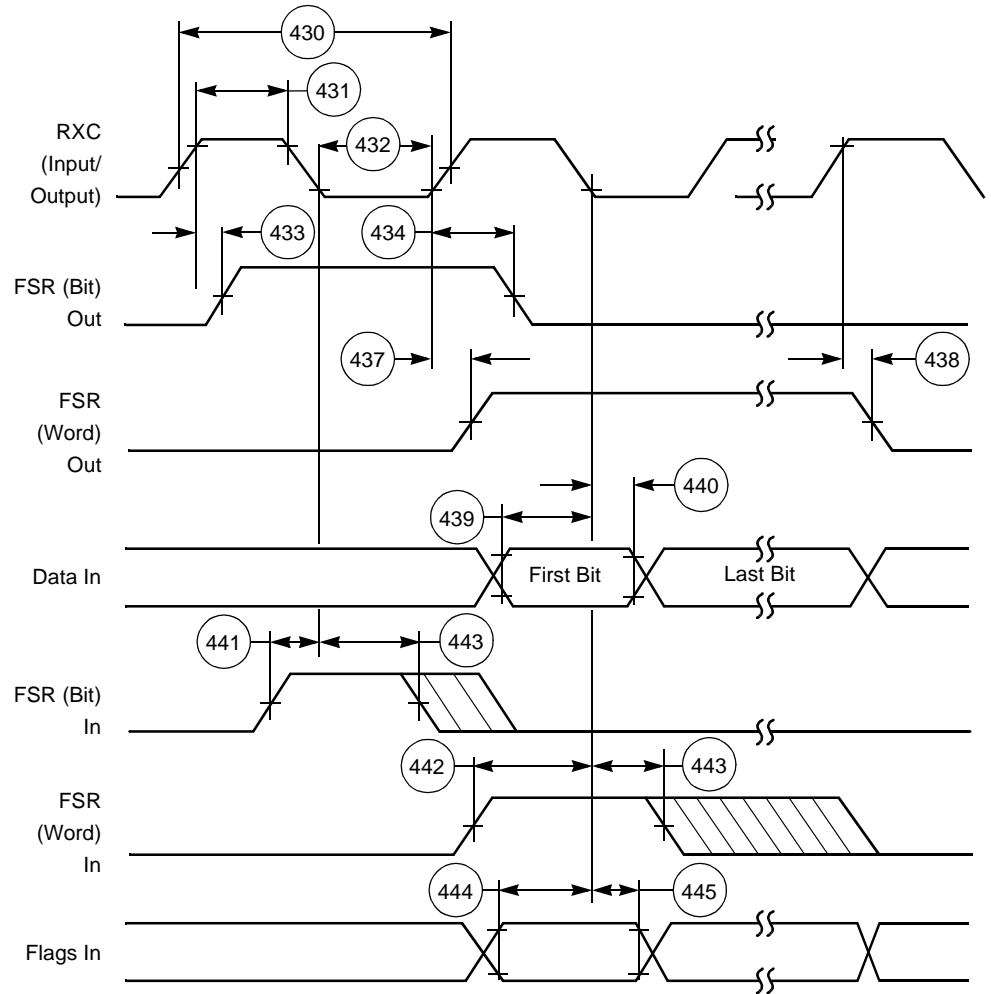 430
431
RXC
(Input/
Output)
432
433
434
FSR (Bit)
Out
437
438
FSR
(Word)
Out
439
440
Data In
First Bit
Last Bit
441
443
FSR (Bit)
In
442
443
FSR
(Word)
In
444
445
Flags In